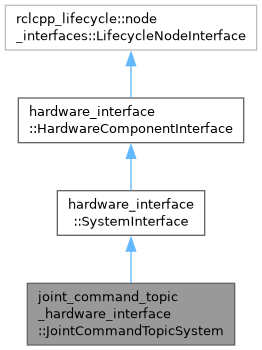 rclcpp_lifecycle::node
_interfaces::LifecycleNodeInterface
hardware_interface
::HardwareComponentInterface
hardware_interface
::SystemInterface
joint_command_topic
_hardware_interface
::JointCommandTopicSystem